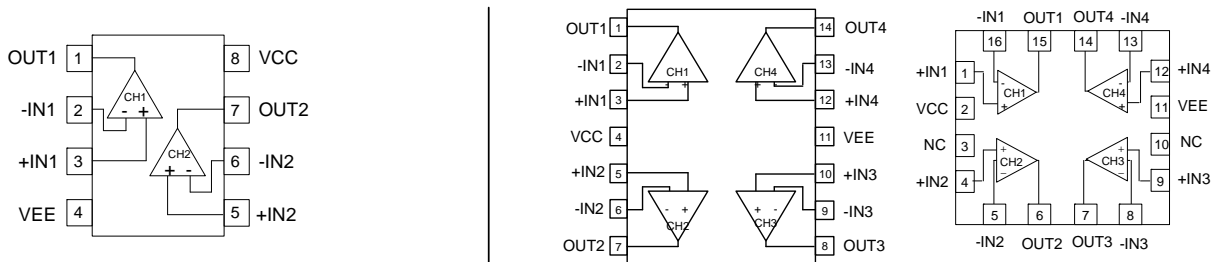 OUT1 1 8 VCC
CH1
-IN1 2 - + 7 OUT2
CH2
+IN1 3 + - 6 -IN2
VEE 4 5 +IN2
OUT1 1 14 OUT4
-IN1 2 CH1 CH4 13 -IN4
- + + -
+IN1 3 12 +IN4
VCC 4 11 VEE
+IN2 5 10 +IN3
-IN2 6 - + + - 9 -IN3
CH2 CH3
OUT2 7 8 OUT3
-IN1 OUT1 OUT4 -IN4
16 15 14 13
+IN1 1 - CH1 + - CH4 + 12 +IN4
VCC 2 11 VEE
NC 3 10 NC
+IN2 4 + CH2 - + CH3 - 9 +IN3
5 6 7 8
-IN2 OUT2 OUT3 -IN3